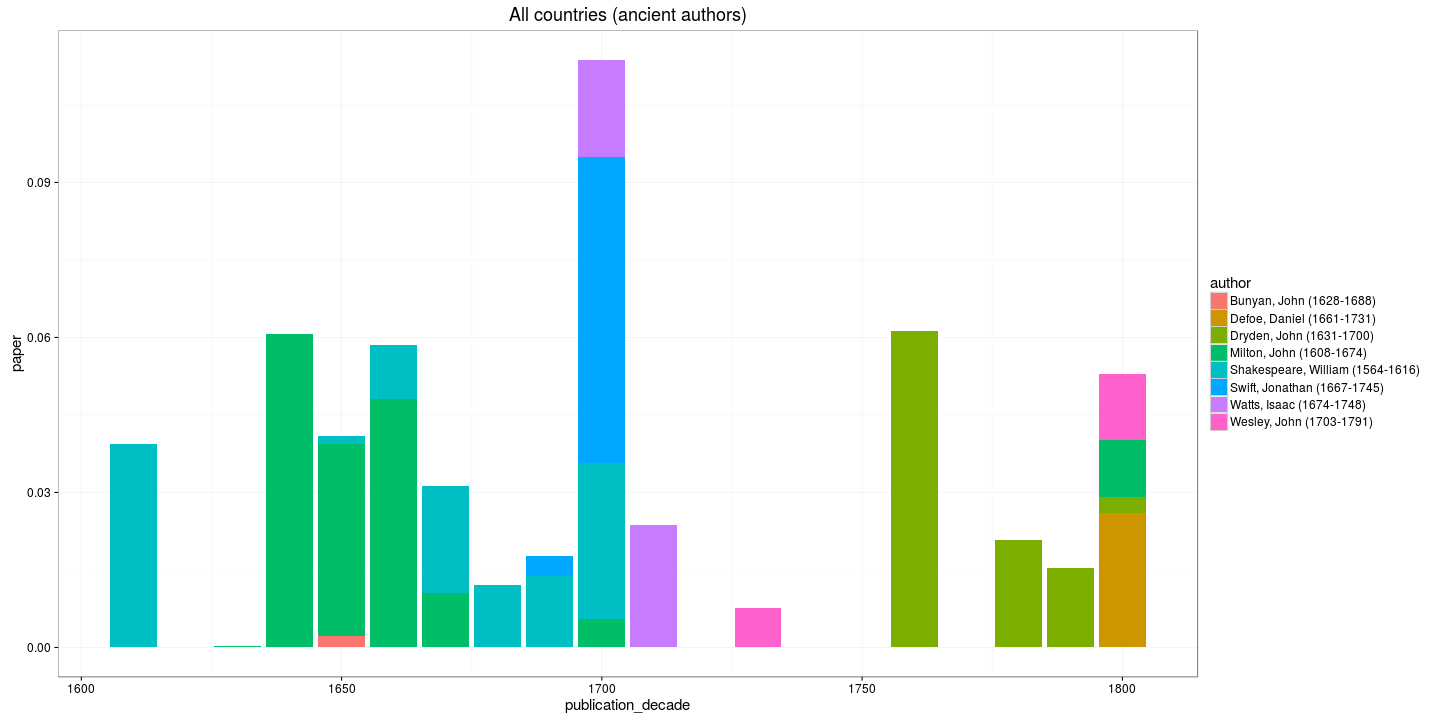 All countries (ancient authors)
paper
0.09
0.06
0.03
0.00
1600 1650 1700 1750 1800
publication_decade
author
Bunyan, John (1628-1688)
Defoe, Daniel (1661-1731)
Dryden, John (1631-1700)
Milton, John (1608-1674)
Shakespeare, William (1564-1616)
Swift, Jonathan (1667-1745)
Watts, Isaac (1674-1748)
Wesley, John (1703-1791)